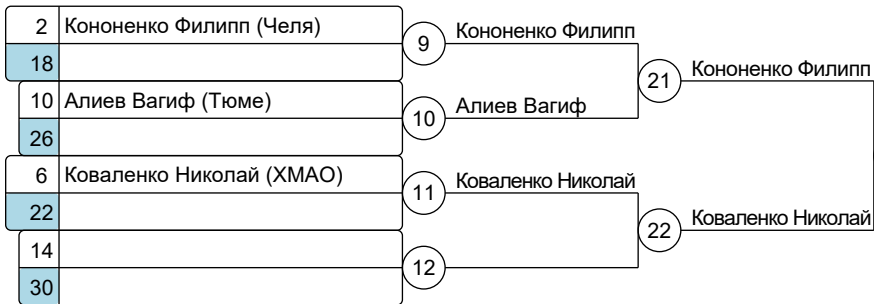 2 Кононенко Филипп (Челя)
18
9 Кононенко Филипп
10 Алиев Вагиф (Тюме)
26
10 Алиев Вагиф
21 Кононенко Филипп
6 Коваленко Николай (ХМАО)
22
11 Коваленко Николай
14
30
12
22 Коваленко Николай